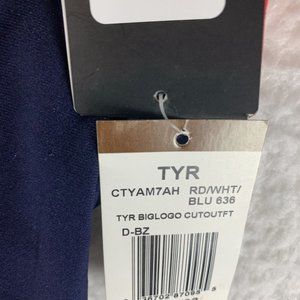 TYR
CTYAM7AH RD/WHT/
BLU 636
TYR BIGLOGO CUTOUTFT
D-BZ